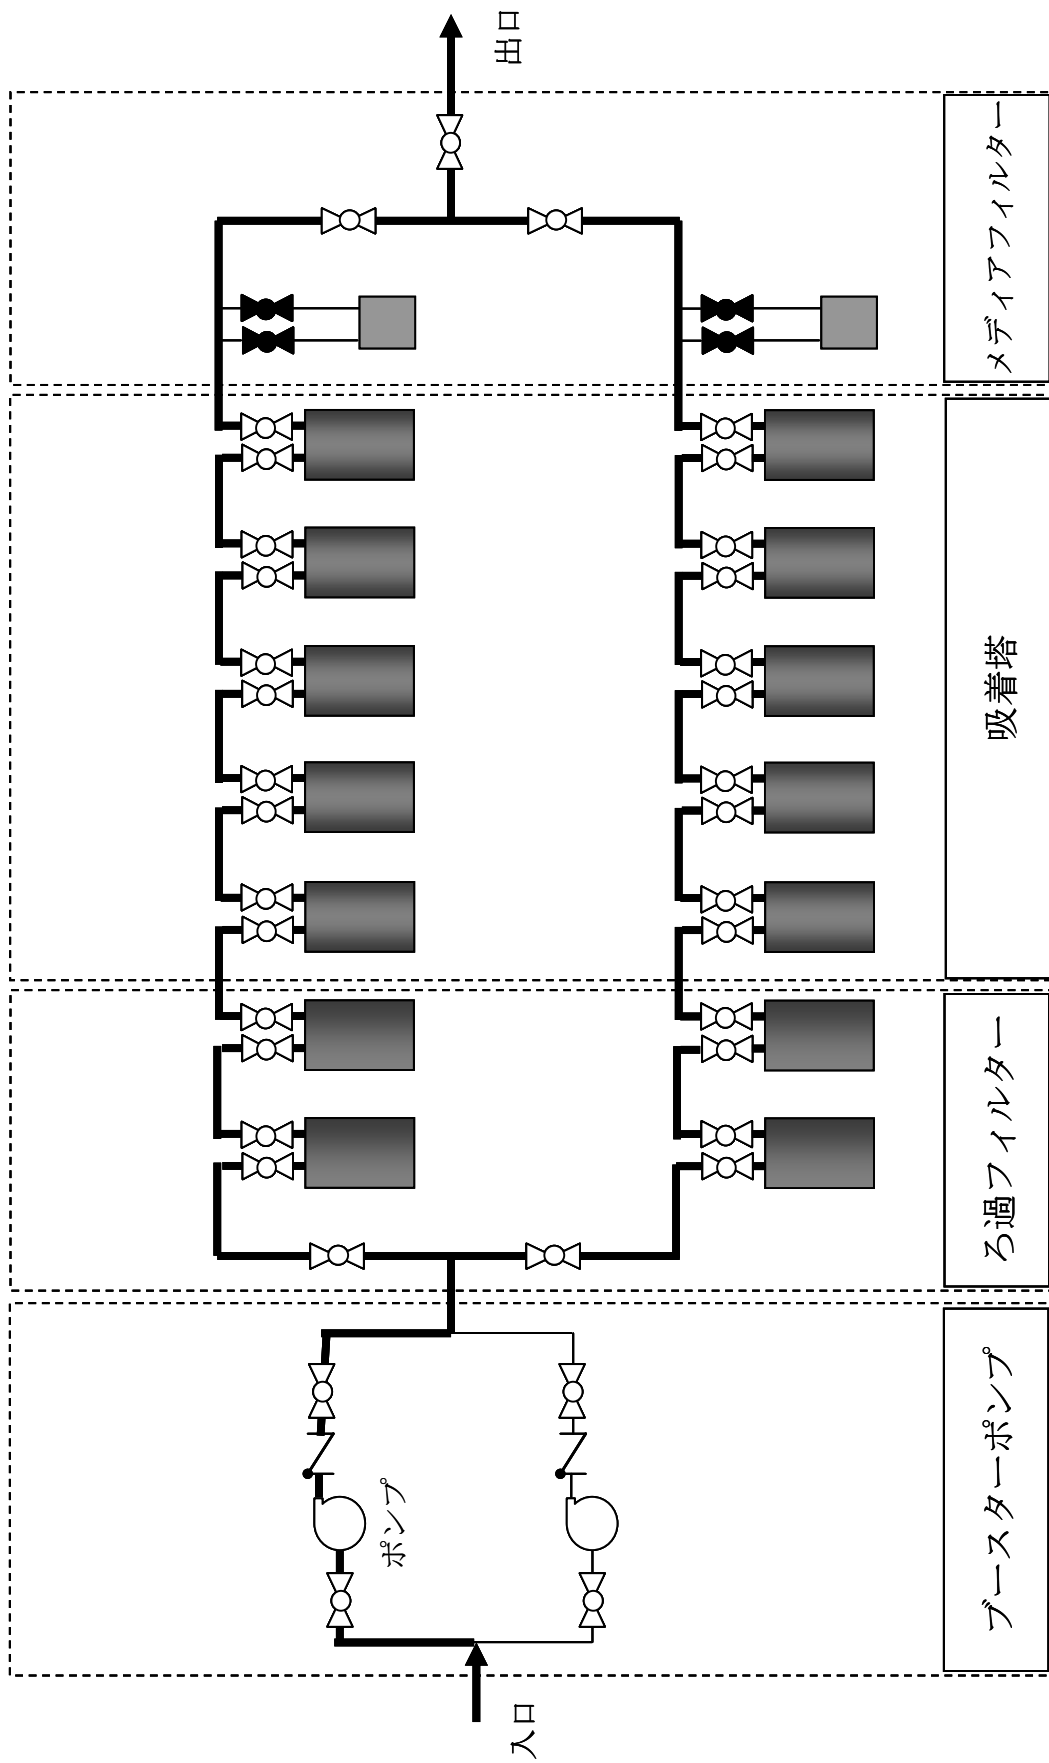 入口
ポンプ
出口
ブースターポンプ
ろ過フィルター
吸着塔
メディアフィルター